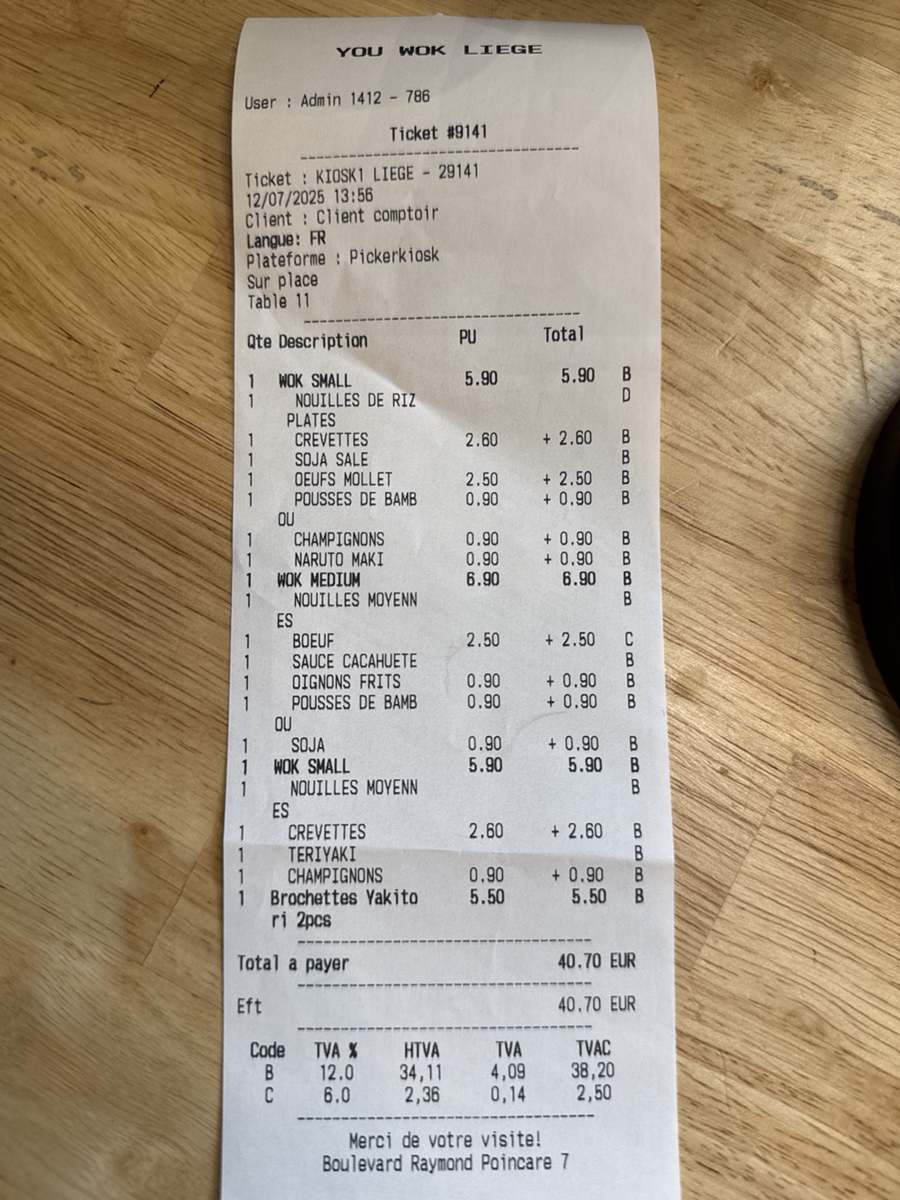 YOU WOK LIEGE
User : Admin 1412 - 786
Ticket #9141
--------------------------------
Ticket : KIOSK1 LIEGE - 29141
12/07/2025 13:56
Client : Client comptoir
Langue: FR
Plateforme : Pickerkiosk
Sur place
Table 11
--------------------------------
Qte Description PU Total
1 WOK SMALL 5.90 5.90 B
1 NOUILLES DE RIZ D
PLATES
1 CREVETTES 2.60 + 2.60 B
1 SOJA SALE B
1 OEUFS MOLLET 2.50 + 2.50 B
1 POUSSES DE BAMB 0.90 + 0.90 B
OU
1 CHAMPIGNONS 0.90 + 0.90 B
1 NARUTO MAKI 0.90 + 0.90 B
1 WOK MEDIUM 6.90 6.90 B
1 NOUILLES MOYENN B
ES
1 BOEUF 2.50 + 2.50 C
1 SAUCE CACAHUETE B
1 OIGNONS FRITS 0.90 + 0.90 B
1 POUSSES DE BAMB 0.90 + 0.90 B
OU
1 SOJA 0.90 + 0.90 B
1 WOK SMALL 5.90 5.90 B
1 NOUILLES MOYENN B
ES
1 CREVETTES 2.60 + 2.60 B
1 TERIYAKI B
1 CHAMPIGNONS 0.90 + 0.90 B
1 Brochettes Yakito 5.50 5.50 B
ri 2pcs
--------------------------------
Total a payer 40.70 EUR
--------------------------------
Eft 40.70 EUR
--------------------------------
Code TVA % HTVA TVA TVAC
B 12.0 34,11 4,09 38,20
C 6.0 2,36 0,14 2,50
--------------------------------
Merci de votre visite!
Boulevard Raymond Poincare 7